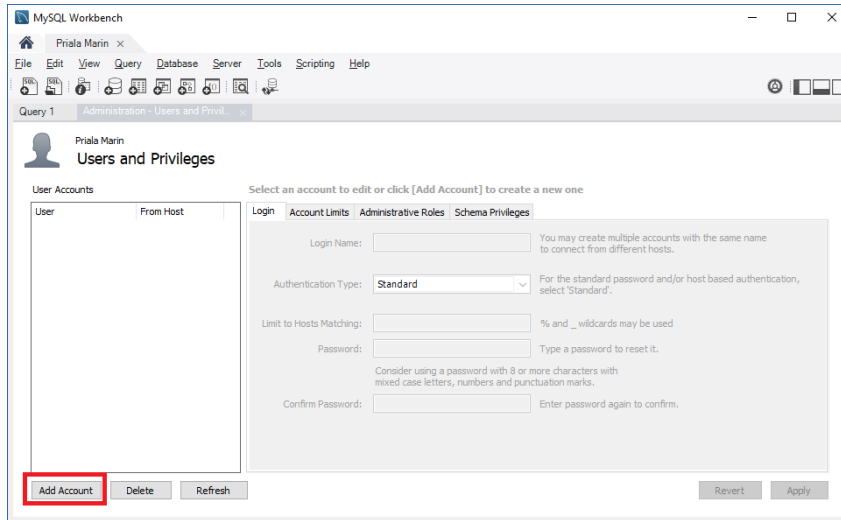 MySQL Workbench
Priala Marin
File Edit View Query Database Server Tools Scripting Help
Query 1
Administration - Users and Privil...
Priala Marin
Users and Privileges
User Accounts
User From Host
Select an account to edit or click [Add Account] to create a new one
Login Account Limits Administrative Roles Schema Privileges
Login Name:
You may create multiple accounts with the same name
to connect from different hosts.
Authentication Type: Standard
For the standard password and/or host based authentication,
select 'Standard'.
Limit to Hosts Matching:
% and _ wildcards may be used
Password:
Type a password to reset it.
Consider using a password with 8 or more characters with
mixed case letters, numbers and punctuation marks.
Confirm Password:
Enter password again to confirm.
Add Account Delete Refresh Revert Apply